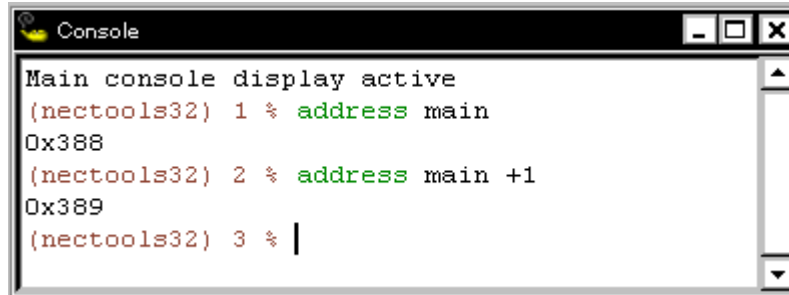 Console
Main console display active
(nectools32) 1 % address main
0x388
(nectools32) 2 % address main +1
0x389
(nectools32) 3 %